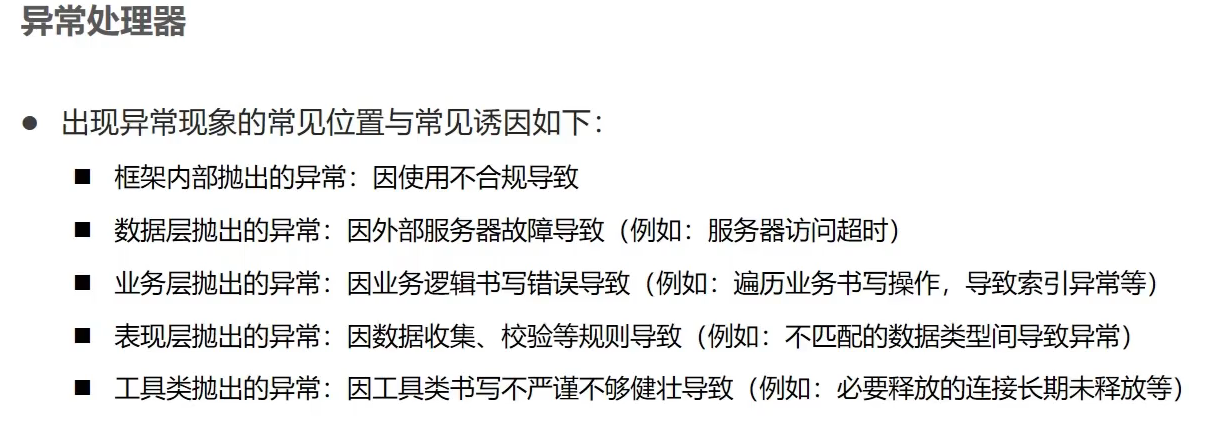 异常处理器
● 出现异常现象的常见位置与常见诱因如下：
■ 框架内部抛出的异常：因使用不合规导致
■ 数据层抛出的异常：因外部服务器故障导致（例如：服务器访问超时）
■ 业务层抛出的异常：因业务逻辑书写错误导致（例如：遍历业务书写操作，导致索引异常等）
■ 表现层抛出的异常：因数据收集、校验等规则导致（例如：不匹配的数据类型间导致异常）
■ 工具类抛出的异常：因工具类书写不严谨不够健壮导致（例如：必要释放的连接长期未释放等）